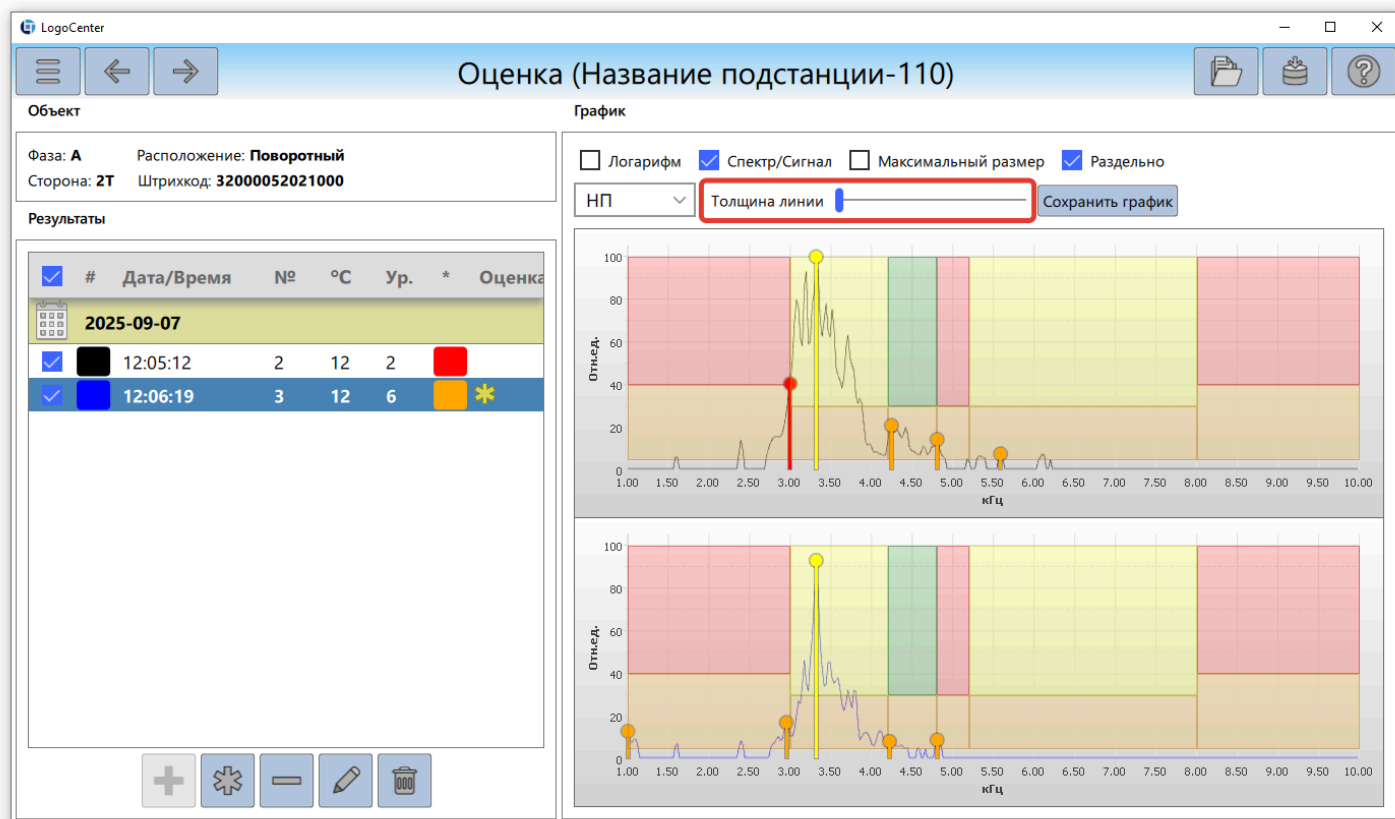 LogoCenter
Оценка (Название подстанции-110)
Объект
Фаза: А Расположение: Поворотный
Сторона: 2Т Штрихкод: 32000052021000
Результаты
# Дата/Время № °C Ур. * Оценка
2025-09-07
12:05:12 2 12 2
12:06:19 3 12 6
График
Логарифм Спектр/Сигнал Максимальный размер Раздельно
НП Толщина линии Сохранить график
100
80
60
40
20
0
Отн.ед.
1.00 1.50 2.00 2.50 3.00 3.50 4.00 4.50 5.00 5.50 6.00 6.50 7.00 7.50 8.00 8.50 9.00 9.50 10.00
кГц
100
80
60
40
20
0
Отн.ед.
1.00 1.50 2.00 2.50 3.00 3.50 4.00 4.50 5.00 5.50 6.00 6.50 7.00 7.50 8.00 8.50 9.00 9.50 10.00
кГц